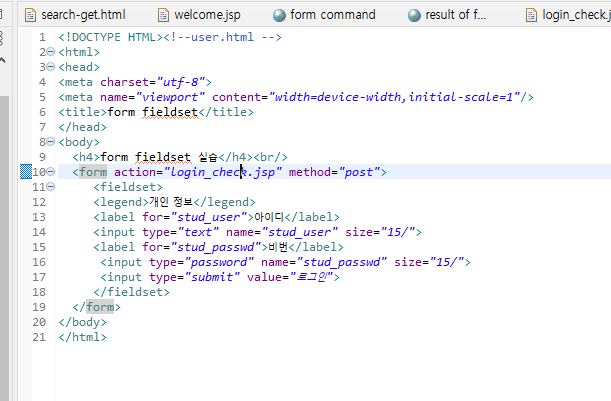 search-get.html welcome.jsp form command result of f... login_check.j
1 <!DOCTYPE HTML><!--user.html -->
2 <html>
3 <head>
4 <meta charset="utf-8">
5 <meta name="viewport" content="width=device-width,initial-scale=1"/>
6 <title>form fieldset</title>
7 </head>
8 <body>
9 <h4>form fieldset 실습</h4><br/>
10 <form action="login_check.jsp" method="post">
11 <fieldset>
12 <legend>개인 정보</legend>
13 <label for="stud_user">아이디</label>
14 <input type="text" name="stud_user" size="15/">
15 <label for="stud_passwd">비번</label>
16 <input type="password" name="stud_passwd" size="15/">
17 <input type="submit" value="로그인">
18 </fieldset>
19 </form>
20 </body>
21 </html>